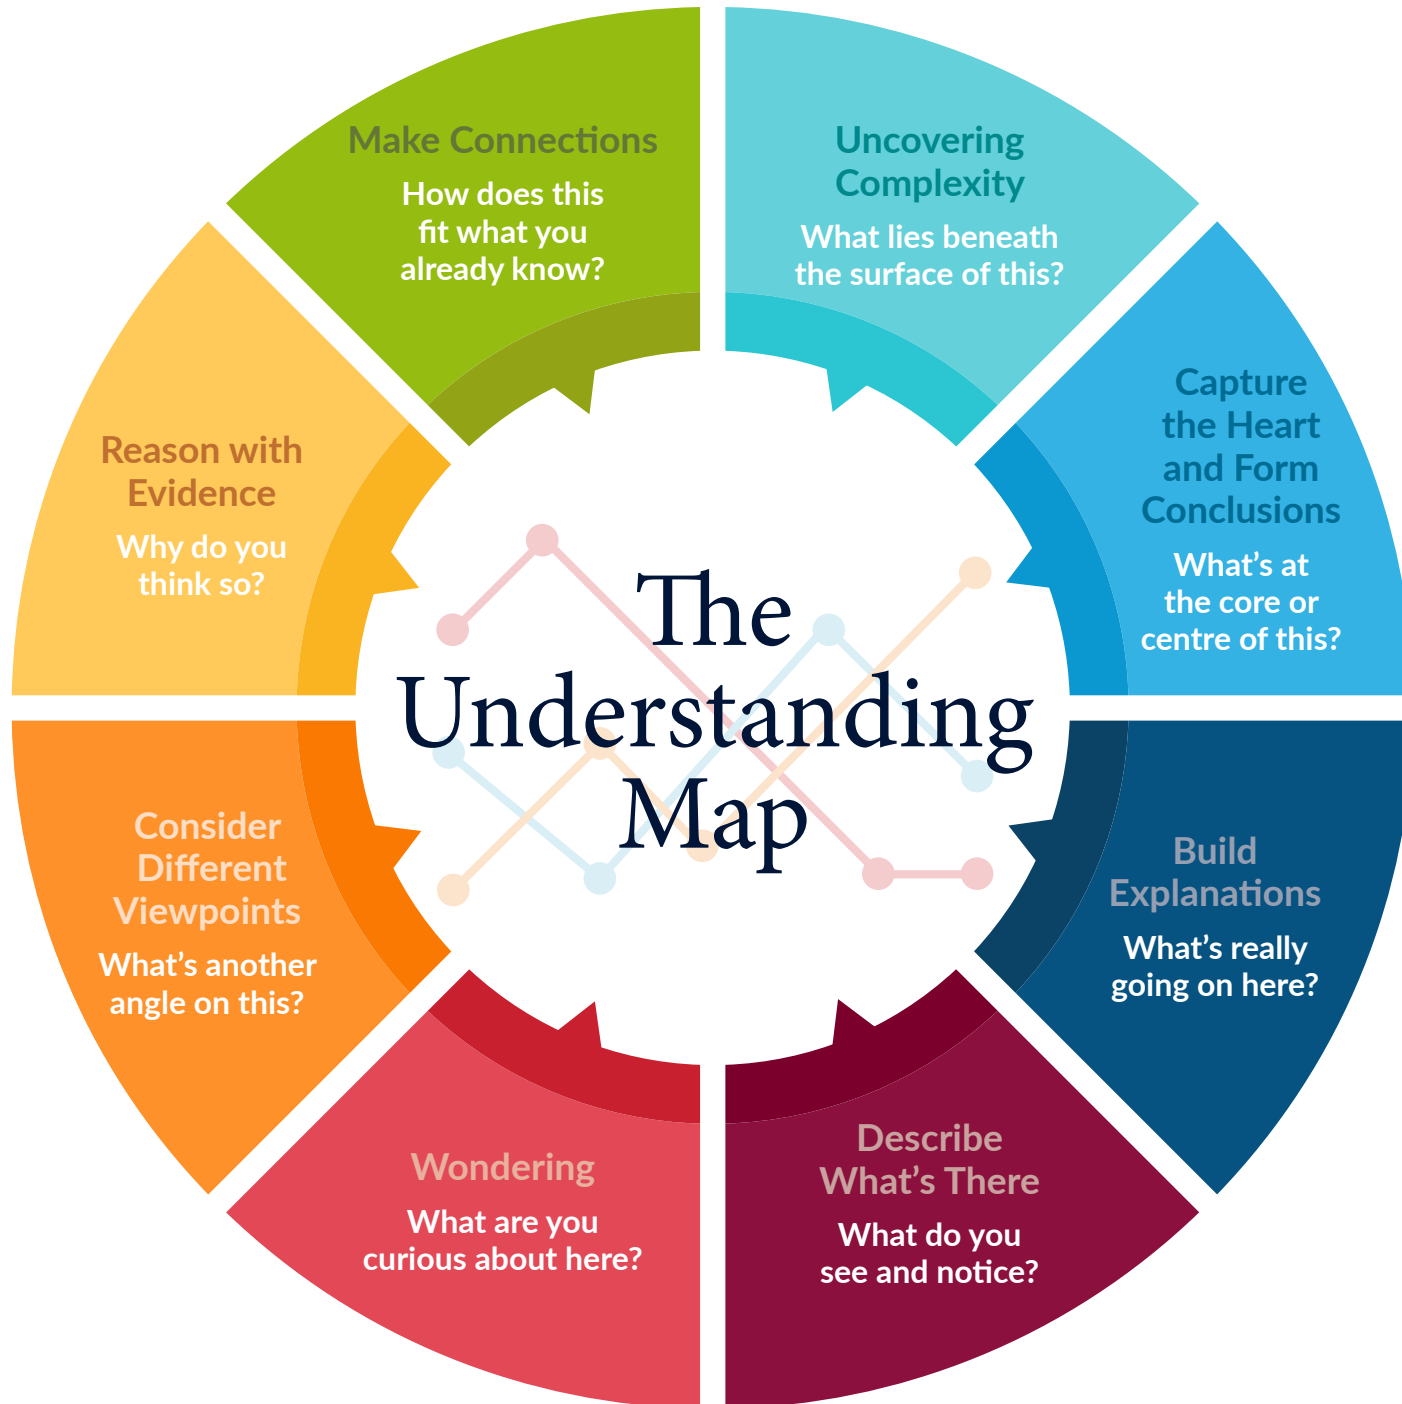 Make Connections
How does this
fit what you
already know?
Uncovering
Complexity
What lies beneath
the surface of this?
Capture
the Heart
and Form
Conclusions
What’s at
the core or
centre of this?
Build
Explanations
What’s really
going on here?
Describe
What’s There
What do you
see and notice?
Wondering
What are you
curious about here?
Consider
Different
Viewpoints
What’s another
angle on this?
Reason with
Evidence
Why do you
think so?
The
Understanding
Map